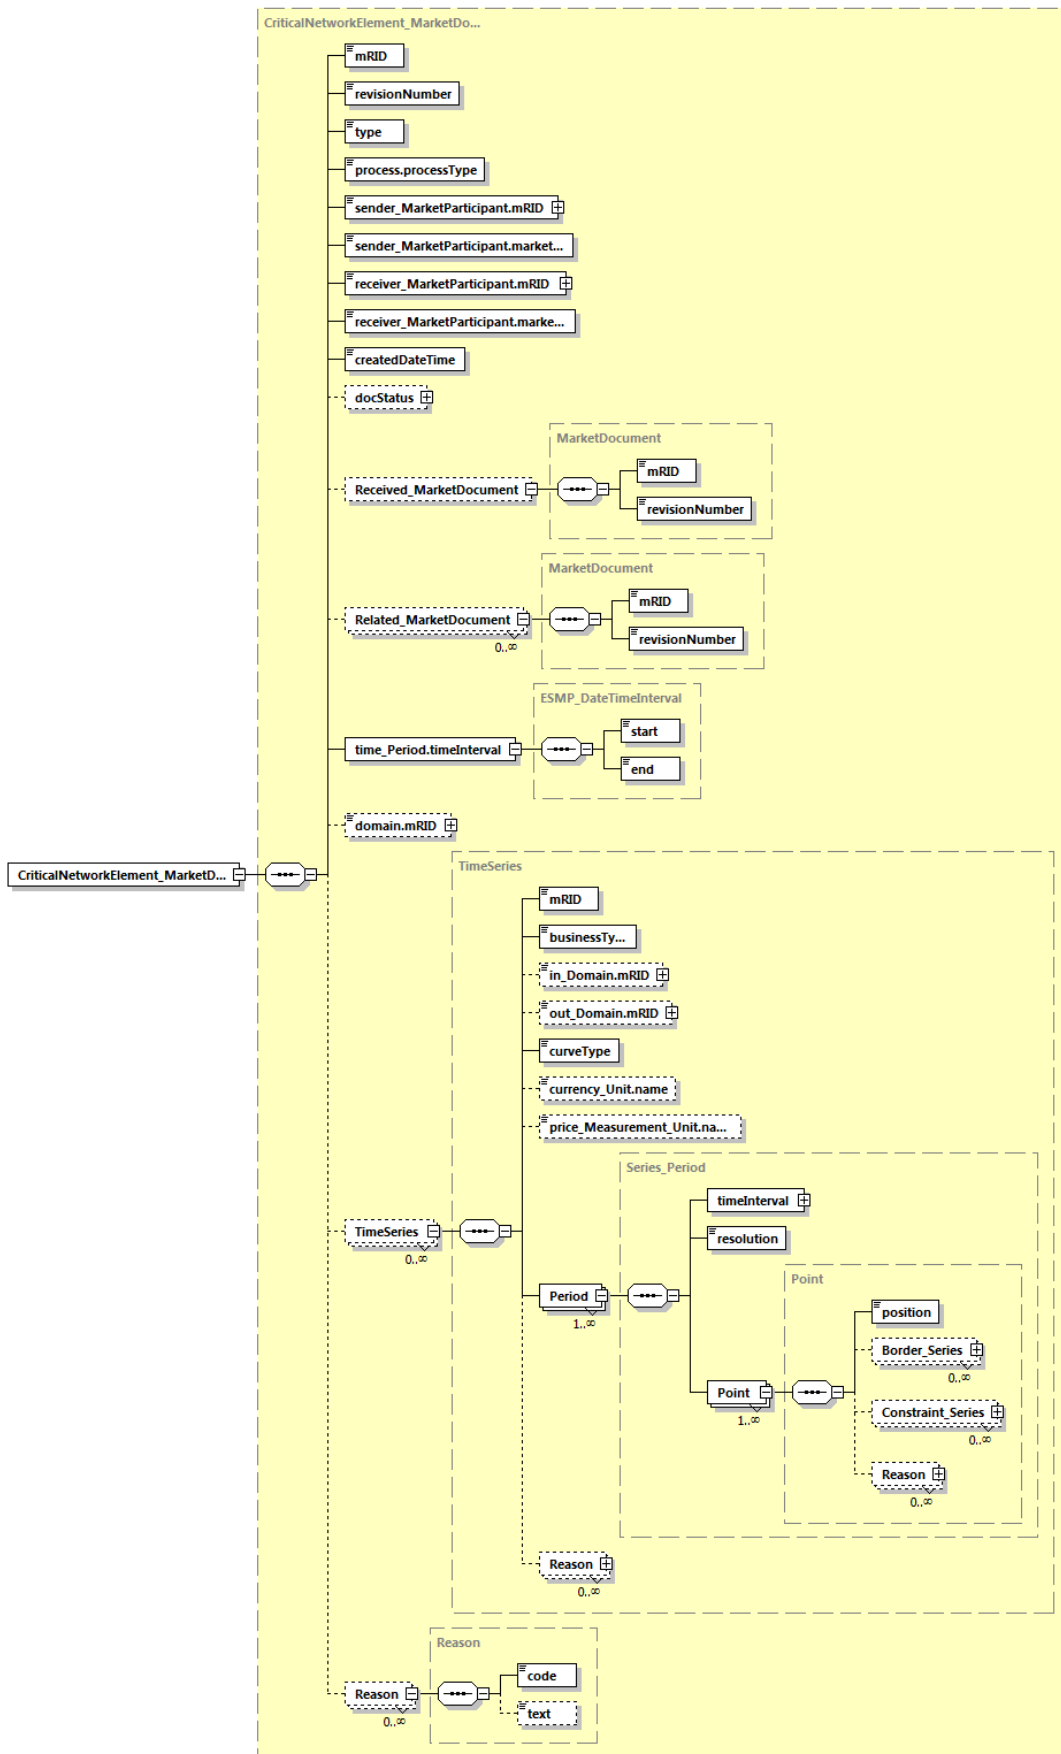 CriticalNetworkElement_MarketDo...
mRID
revisionNumber
type
process.processType
sender_MarketParticipant.mRID
sender_MarketParticipant.market...
receiver_MarketParticipant.mRID
receiver_MarketParticipant.marke...
createdDateTime
docStatus
MarketDocument
mRID
Received_MarketDocument
revisionNumber
MarketDocument
mRID
Related_MarketDocument
revisionNumber
0..∞
ESMP_DateTimeInterval
start
time_Period.timeInterval
end
domain.mRID
CriticalNetworkElement_MarketD...
TimeSeries
mRID
businessTy...
in_Domain.mRID
out_Domain.mRID
curveType
currency_Unit.name
price_Measurement_Unit.na...
Series_Period
timeInterval
TimeSeries
0..∞
resolution
Point
Period
1..∞
position
Border_Series
0..∞
Point
1..∞
Constraint_Series
0..∞
Reason
0..∞
Reason
0..∞
Reason
code
Reason
0..∞
text